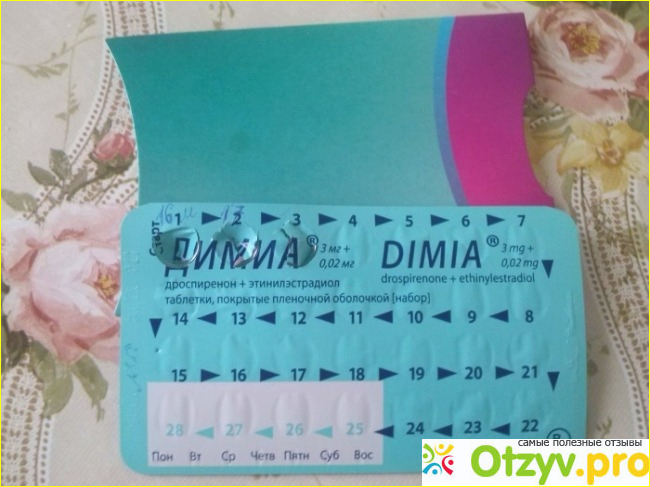 Старт 1 2 3 4 5 6 7
ДИМИА® 3 мг + 0,02 мг
DIMIA® 3 mg + 0,02 mg
дроспиренон + этинилэстрадиол
drospirenone + ethinylestradiol
таблетки, покрытые пленочной оболочкой [набор]
14 13 12 11 10 9 8
15 16 17 18 19 20 21
28 27 26 25 24 23 22
Пон Вт Ср Четв Пятн Суб Вос
самые полезные отзывы
Otzyv.pro